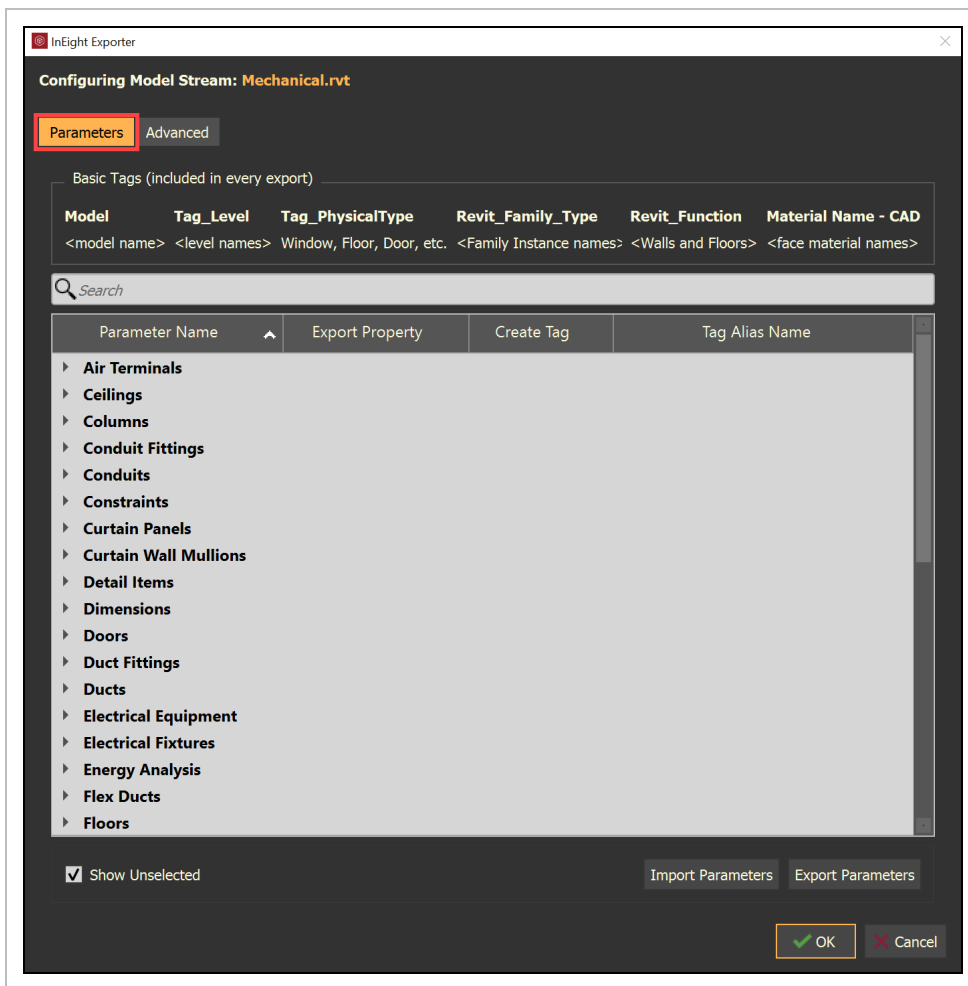 InEight Exporter
Configuring Model Stream: Mechanical.rvt
Parameters Advanced
Basic Tags (included in every export)
Model Tag_Level Tag_PhysicalType Revit_Family_Type Revit_Function Material Name - CAD
<model name> <level names> Window, Floor, Door, etc. <Family Instance names> <Walls and Floors> <face material names>
Search
Parameter Name Export Property Create Tag Tag Alias Name
Air Terminals
Ceilings
Columns
Conduit Fittings
Conduits
Constraints
Curtain Panels
Curtain Wall Mullions
Detail Items
Dimensions
Doors
Duct Fittings
Ducts
Electrical Equipment
Electrical Fixtures
Energy Analysis
Flex Ducts
Floors
Show Unselected Import Parameters Export Parameters
OK Cancel